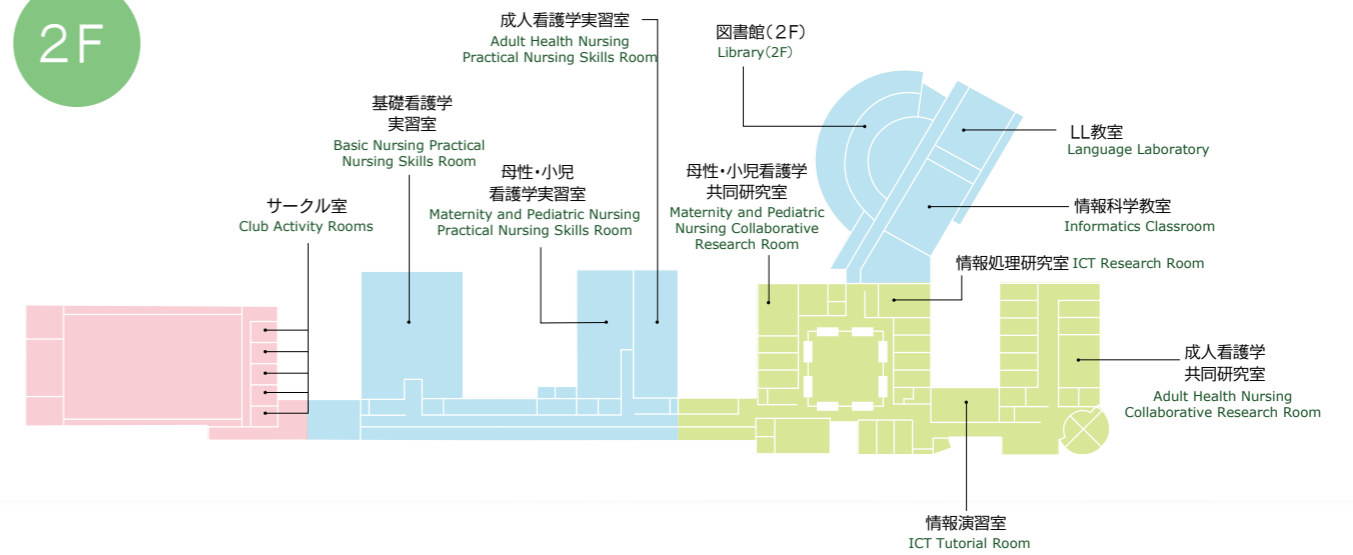 2F
成人看護学実習室
Adult Health Nursing
Practical Nursing Skills Room
図書館(2F)
Library(2F)
基礎看護学
実習室
Basic Nursing Practical
Nursing Skills Room
LL教室
Language Laboratory
母性・小児
看護学実習室
Maternity and Pediatric Nursing
Practical Nursing Skills Room
母性・小児看護学
共同研究室
Maternity and Pediatric
Nursing Collaborative
Research Room
サークル室
Club Activity Rooms
情報科学教室
Informatics Classroom
情報処理研究室 ICT Research Room
成人看護学
共同研究室
Adult Health Nursing
Collaborative Research Room
情報演習室
ICT Tutorial Room